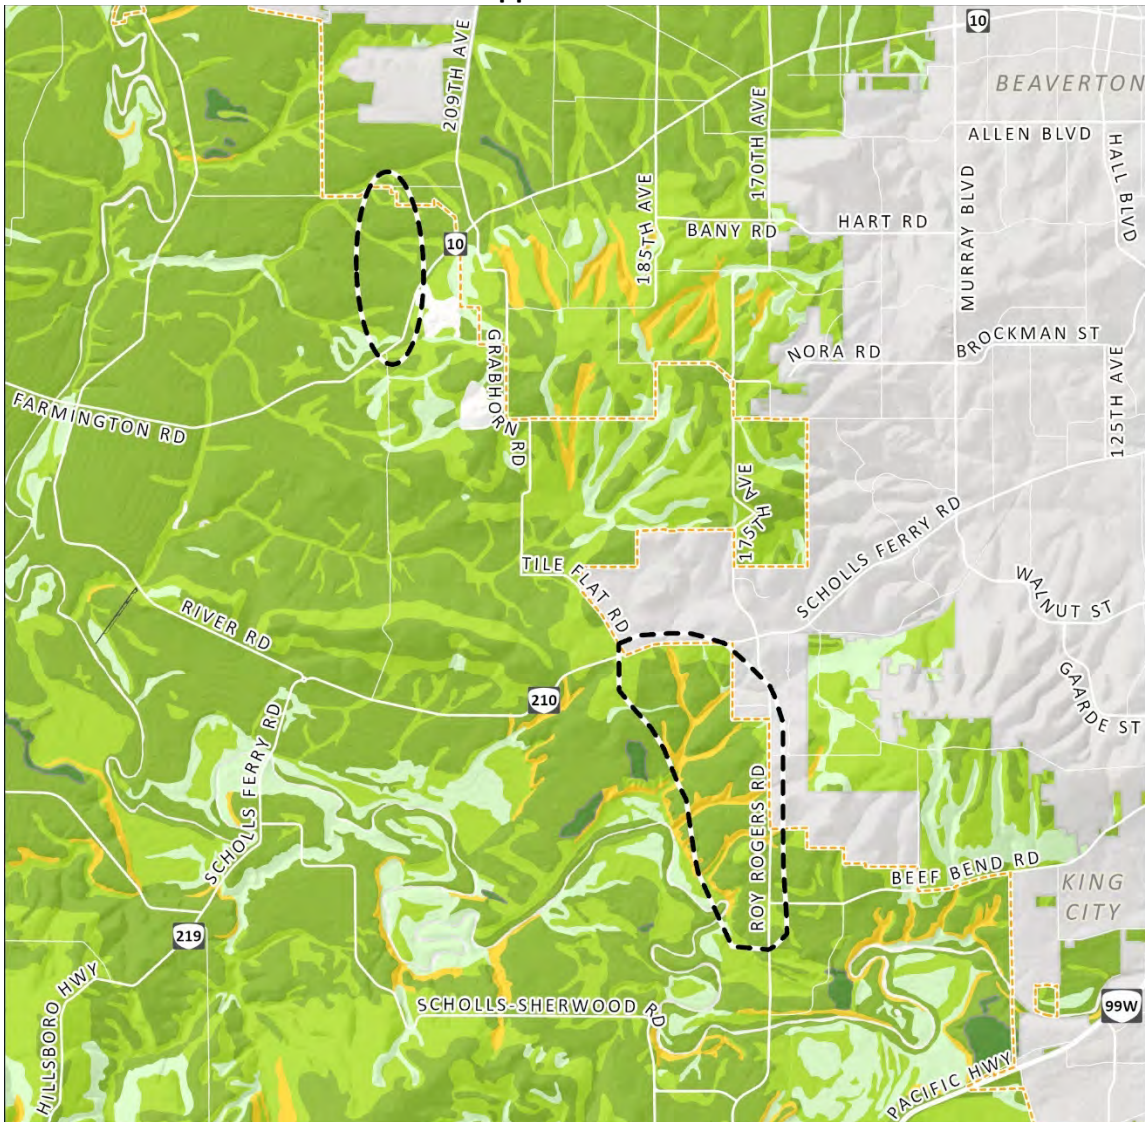 10
BEAVERTON
209TH AVE
ALLEN BLVD
HALL BLVD
170TH AVE
MURRAY BLVD
185TH AVE
BANY RD
HART RD
10
NORA RD
BROCKMAN ST
GRABHORN RD
125TH AVE
FARMINGTON RD
175TH AVE
SCHOLLS FERRY RD
TILE FLAT RD
WALNUT ST
RIVER RD
GAARDE ST
210
SCHOLLS FERRY RD
ROY ROGERS RD
BEEF BEND RD
KING
CITY
219
HILLSBORO HWY
SCHOLLS-SHERWOOD RD
99W
PACIFIC HWY